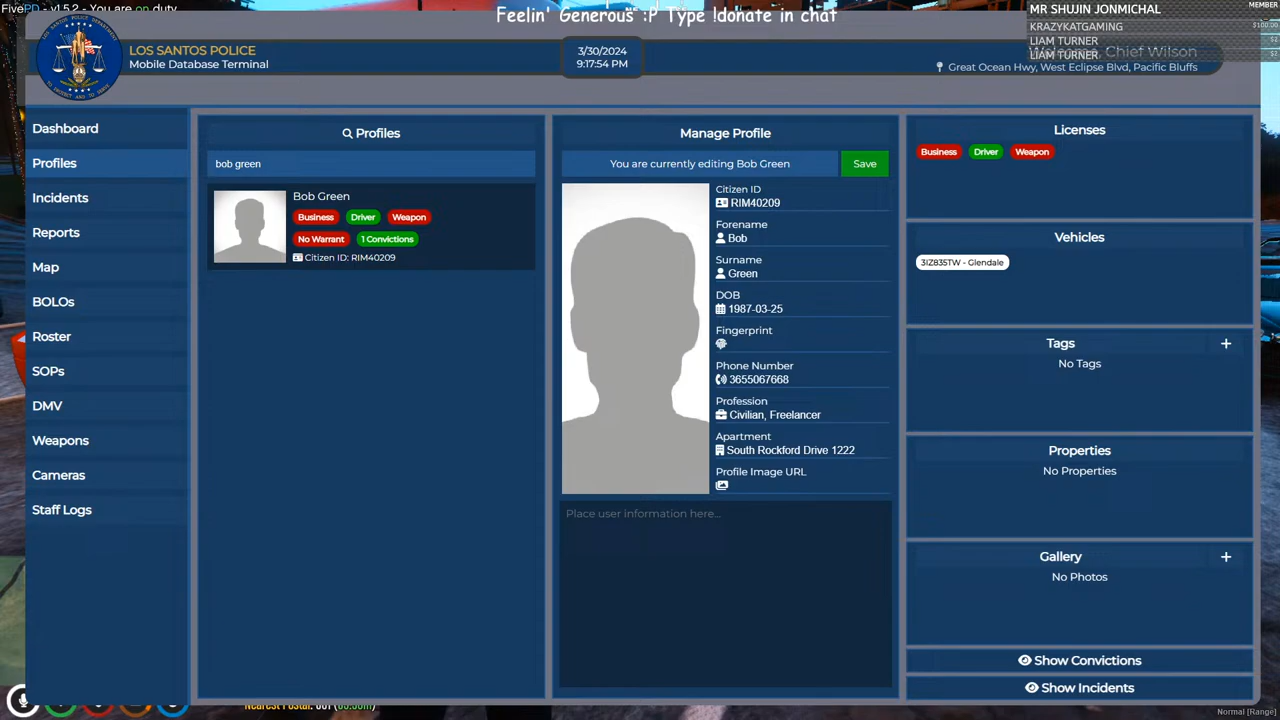 FivePD - v1.5.2 - You are on duty
Feelin' Generous :P Type !donate in chat
MR SHUJIN JONMICHAL
MEMBER
KRAZYKATGAMING
$100.00
LIAM TURNER
$2
LIAM TURNER
$2
LOS SANTOS POLICE
Mobile Database Terminal
3/30/2024
9:17:54 PM
Chief Wilson
Great Ocean Hwy, West Eclipse Blvd, Pacific Bluffs
Dashboard
Profiles
Incidents
Reports
Map
BOLOs
Roster
SOPs
DMV
Weapons
Cameras
Staff Logs
Profiles
bob green
Bob Green
Business Driver Weapon
No Warrant 1 Convictions
Citizen ID: RIM40209
Manage Profile
You are currently editing Bob Green
Save
Citizen ID
RIM40209
Forename
Bob
Surname
Green
DOB
1987-03-25
Fingerprint
Phone Number
3655067668
Profession
Civilian, Freelancer
Apartment
South Rockford Drive 1222
Profile Image URL
Place user information here...
Licenses
Business Driver Weapon
Vehicles
3IZ835TW - Glendale
Tags
+
No Tags
Properties
No Properties
Gallery
+
No Photos
Show Convictions
Show Incidents
Normal [Range]